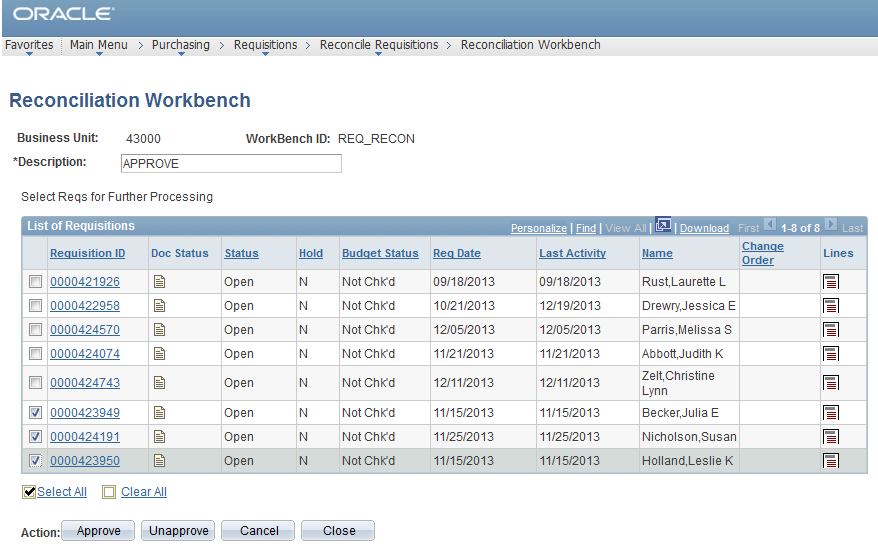 ORACLE
Favorites Main Menu > Purchasing > Requisitions > Reconcile Requisitions > Reconciliation Workbench
Reconciliation Workbench
Business Unit: 43000 WorkBench ID: REQ_RECON
*Description: APPROVE
Select Reqs for Further Processing
List of Requisitions Personalize | Find | View All | | Download First 1-8 of 8 Last
Requisition ID Doc Status Status Hold Budget Status Req Date Last Activity Name Change Order Lines
0000421926 Open N Not Chk'd 09/18/2013 09/18/2013 Rust,Laurette L
0000422958 Open N Not Chk'd 10/21/2013 12/19/2013 Drewry,Jessica E
0000424570 Open N Not Chk'd 12/05/2013 12/05/2013 Parris,Melissa S
0000424074 Open N Not Chk'd 11/21/2013 11/21/2013 Abbott,Judith K
0000424743 Open N Not Chk'd 12/11/2013 12/11/2013 Zelt,Christine Lynn
0000423949 Open N Not Chk'd 11/15/2013 11/15/2013 Becker,Julia E
0000424191 Open N Not Chk'd 11/25/2013 11/25/2013 Nicholson,Susan
0000423950 Open N Not Chk'd 11/15/2013 11/15/2013 Holland,Leslie K
Select All Clear All
Action: Approve Unapprove Cancel Close